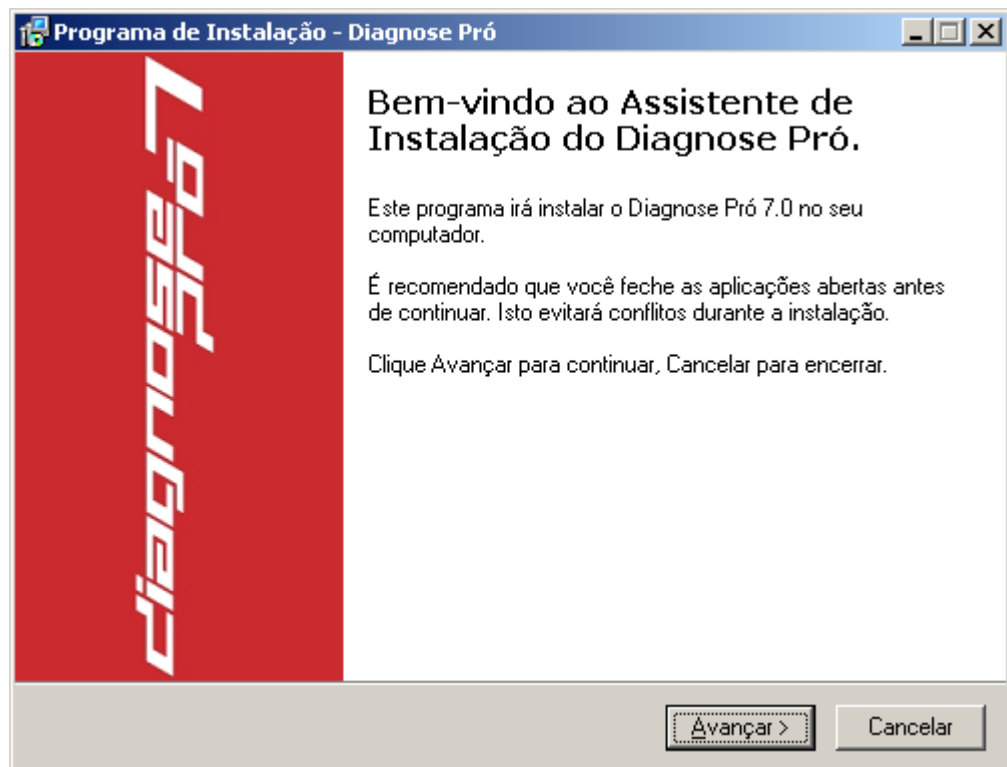 Programa de Instalação - Diagnose Pró
diagnose
pró 7
Bem-vindo ao Assistente de
Instalação do Diagnose Pró.
Este programa irá instalar o Diagnose Pró 7.0 no seu
computador.
É recomendado que você feche as aplicações abertas antes
de continuar. Isto evitará conflitos durante a instalação.
Clique Avançar para continuar, Cancelar para encerrar.
Avançar >
Cancelar